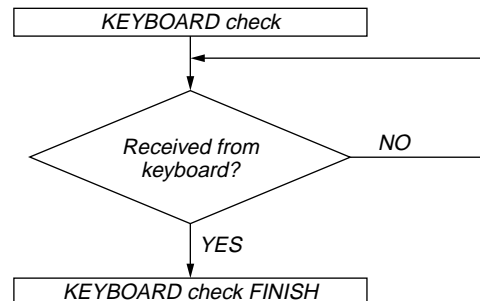 KEYBOARD check
Received from
keyboard?
NO
YES
KEYBOARD check FINISH